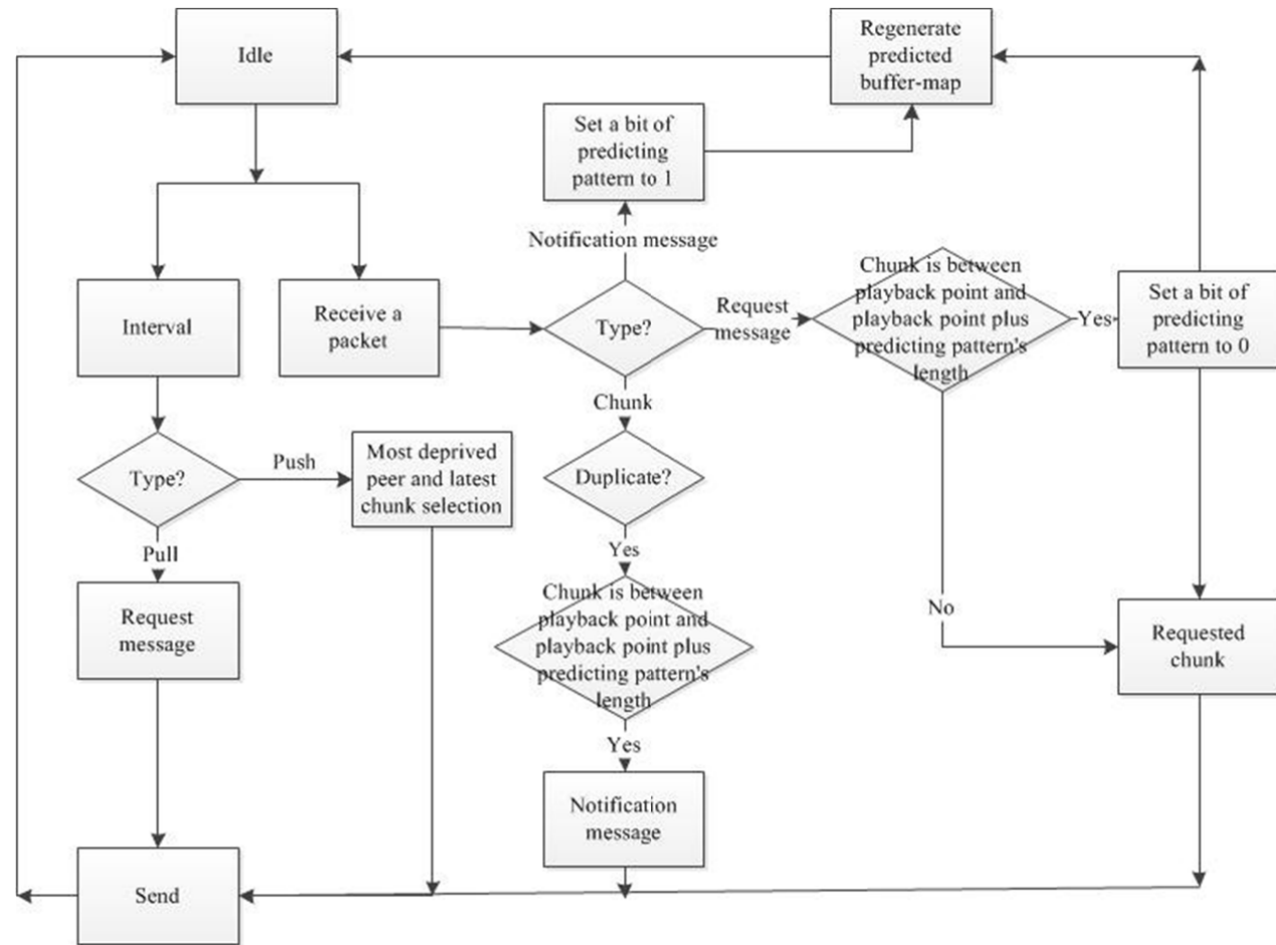 Idle
Regenerate
predicted
buffer-map
Set a bit of
predicting
pattern to 1
Notification message
Interval
Receive a
packet
Type?
Request
message
Chunk is between
playback point and
playback point plus
predicting pattern's
length
Yes
Set a bit of
predicting
pattern to 0
Chunk
Type?
Push
Most deprived
peer and latest
chunk selection
Duplicate?
Pull
Yes
Request
message
Chunk is between
playback point and
playback point plus
predicting pattern's
length
No
Requested
chunk
Yes
Notification
message
Send